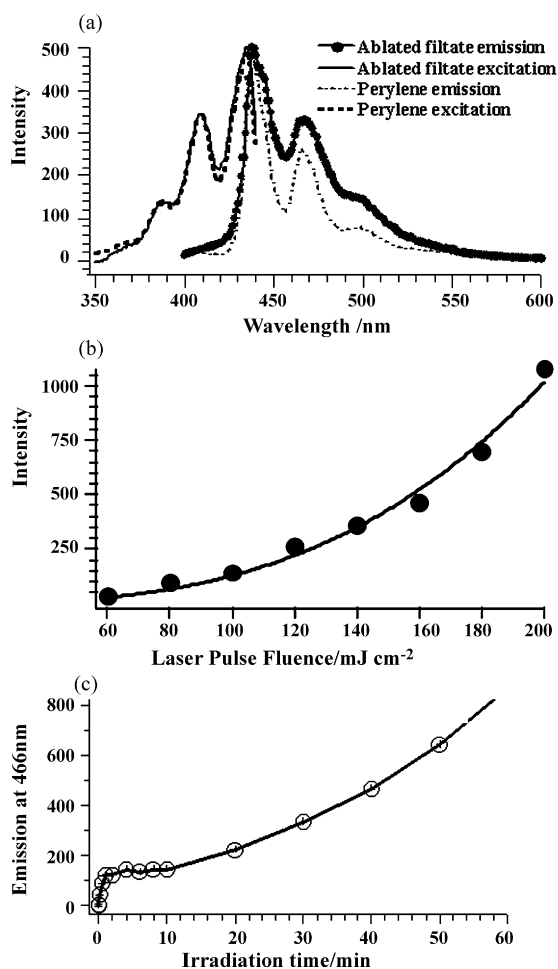 (a)
500
400
300
200
100
0
Intensity
Ablated filtate emission
Ablated filtate excitation
Perylene emission
Perylene excitation
350 400 450 500 550 600
Wavelength /nm
(b)
1000
750
500
250
Intensity
60 80 100 120 140 160 180 200
Laser Pulse Fluence/mJ cm-2
(c)
800
600
400
200
0
Emission at 466nm
0 10 20 30 40 50 60
Irradiation time/min